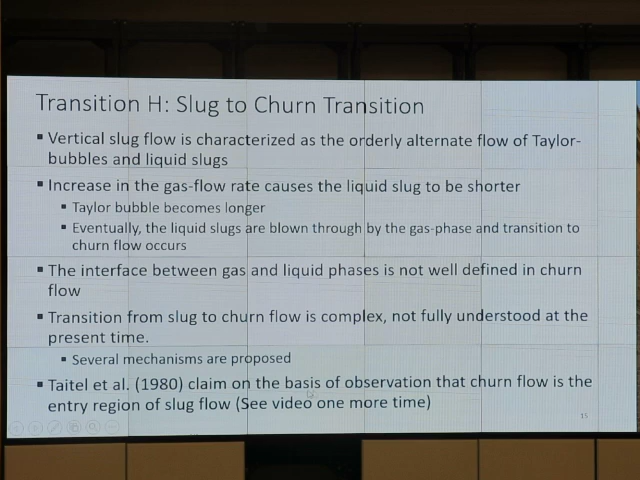 Transition H: Slug to Churn Transition
▪ Vertical slug flow is characterized as the orderly alternate flow of Taylor-
bubbles and liquid slugs
▪ Increase in the gas-flow rate causes the liquid slug to be shorter
▪ Taylor bubble becomes longer
▪ Eventually, the liquid slugs are blown through by the gas-phase and transition to
churn flow occurs
▪ The interface between gas and liquid phases is not well defined in churn
flow
▪ Transition from slug to churn flow is complex, not fully understood at the
present time.
▪ Several mechanisms are proposed
▪ Taitel et al. (1980) claim on the basis of observation that churn flow is the
entry region of slug flow (See video one more time)
15